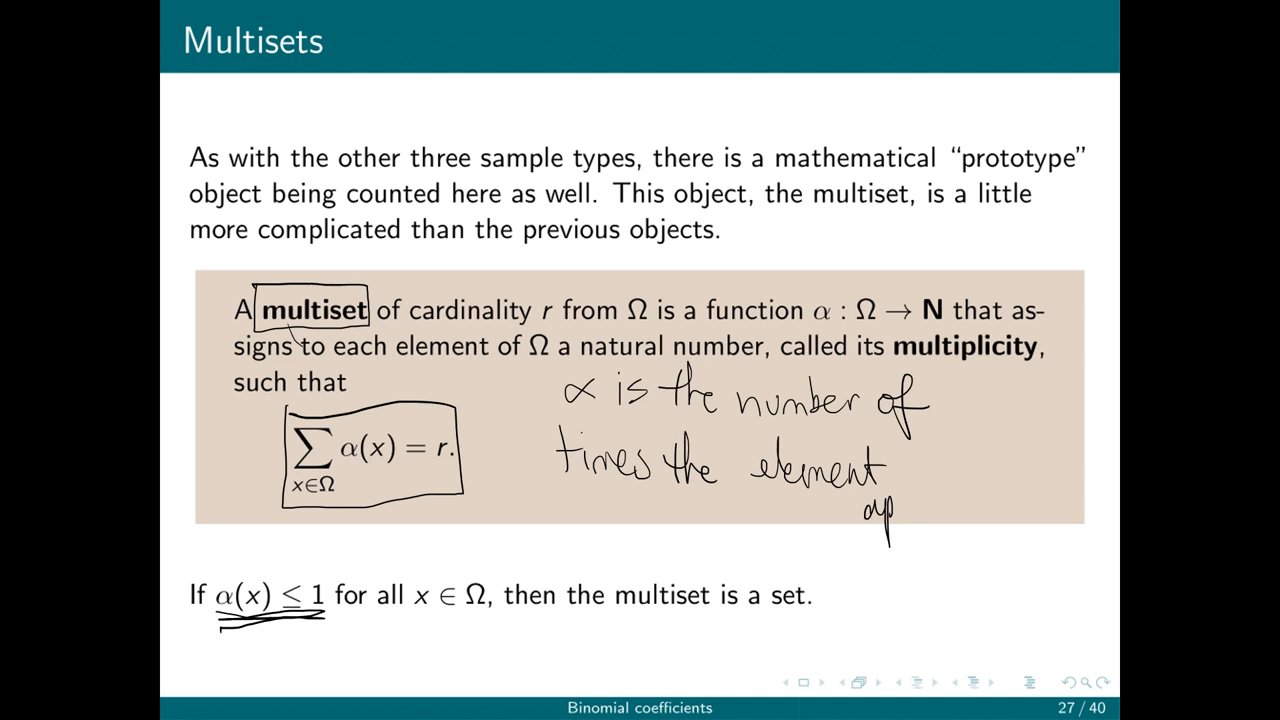 Multisets
As with the other three sample types, there is a mathematical “prototype”
object being counted here as well. This object, the multiset, is a little
more complicated than the previous objects.
A multiset of cardinality r from Ω is a function α : Ω → N that as-
signs to each element of Ω a natural number, called its multiplicity,
such that
∑ α(x) = r.
x∈Ω
α is the number of
times the element
ap
If α(x) ≤ 1 for all x ∈ Ω, then the multiset is a set.
Binomial coefficients
27 / 40